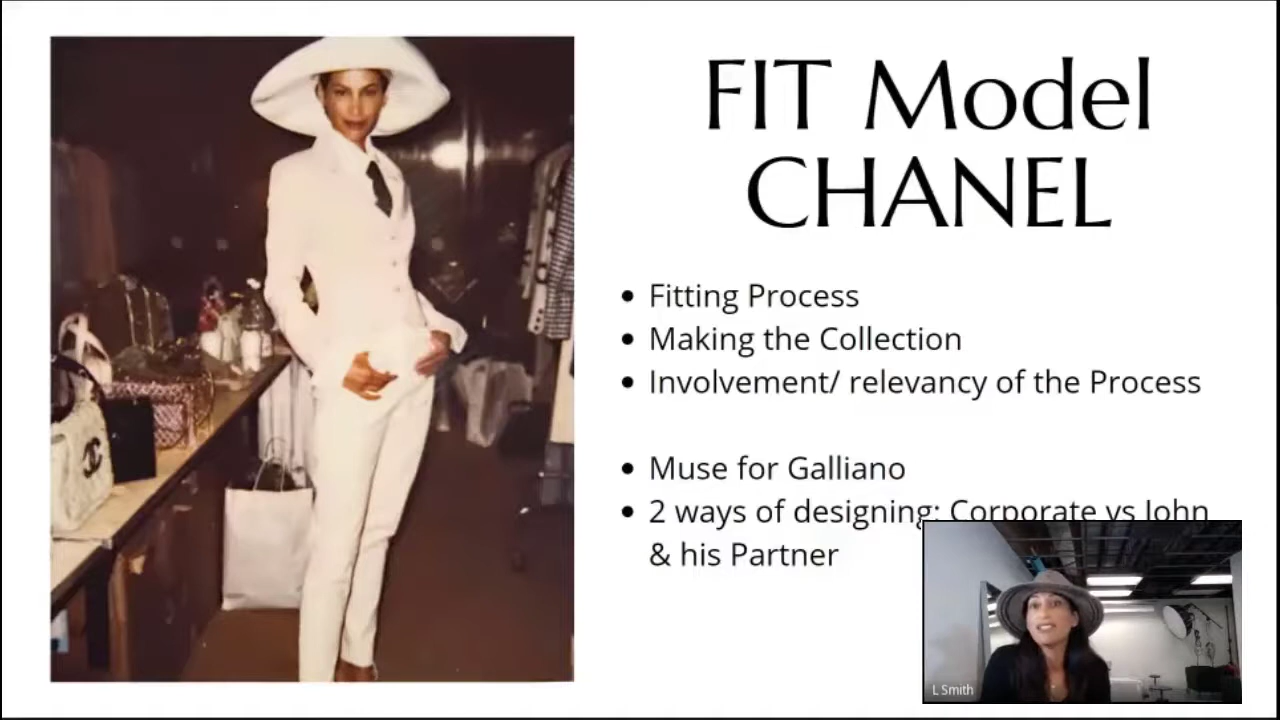 FIT Model
CHANEL
• Fitting Process
• Making the Collection
• Involvement/ relevancy of the Process
• Muse for Galliano
• 2 ways of designing: Corporate vs John
& his Partner
L Smith